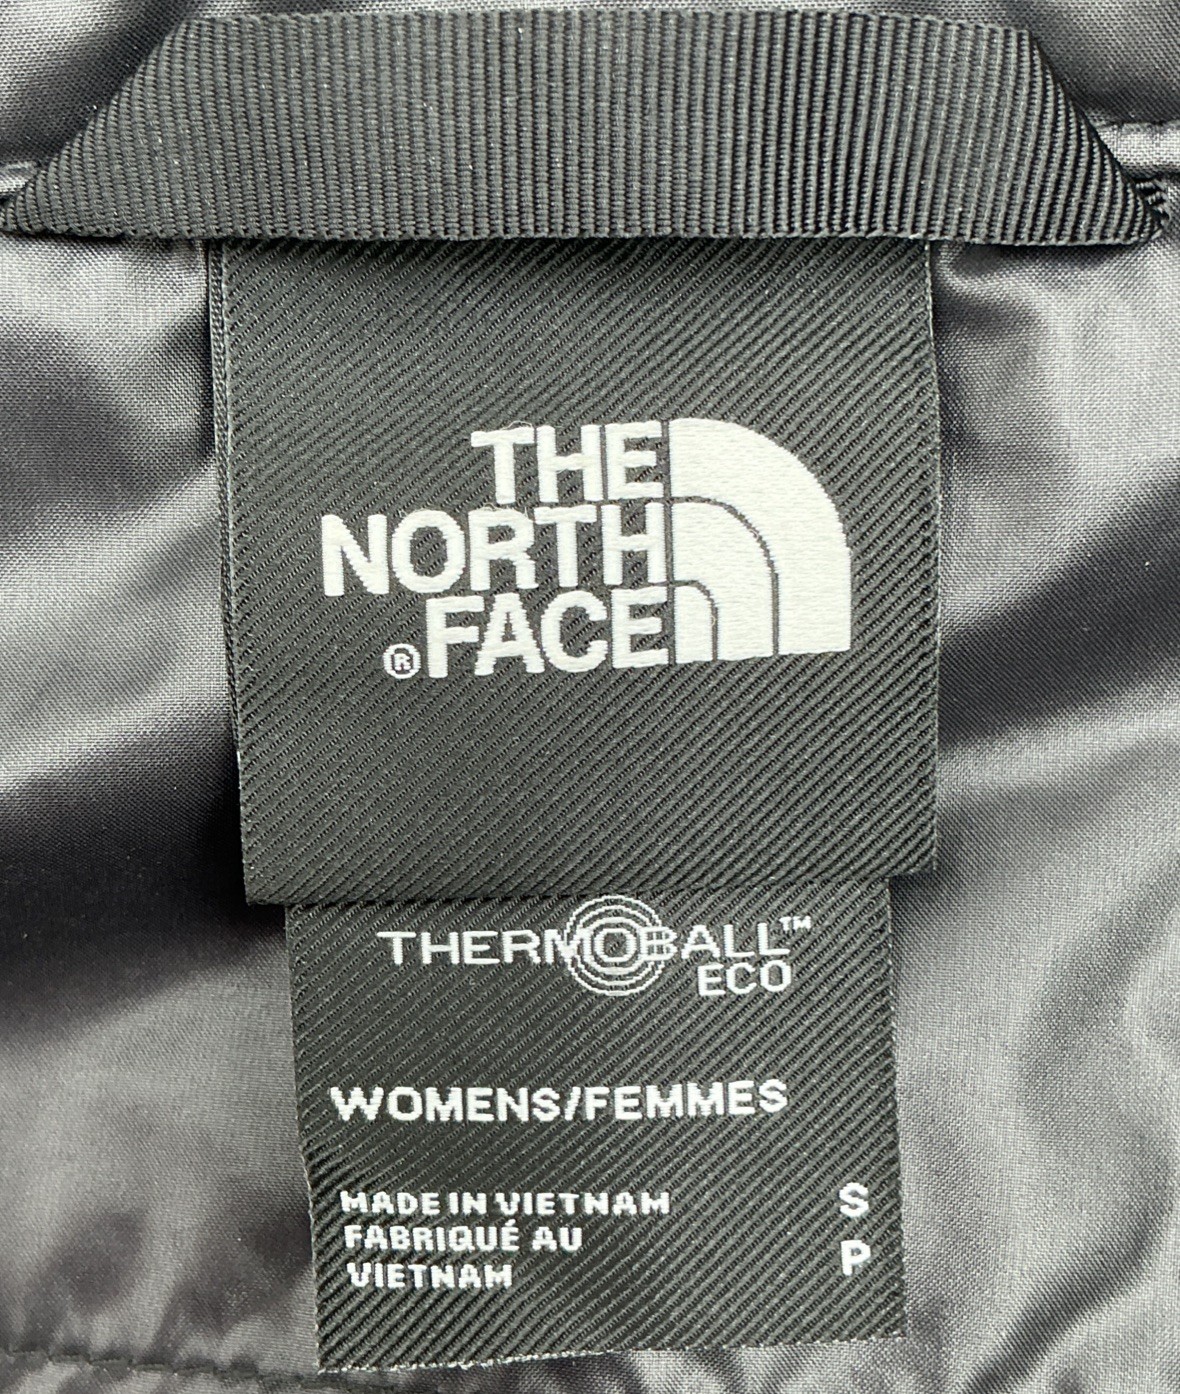 THE
NORTH
®FACE
THERMOBALL™
ECO
WOMENS/FEMMES
MADE IN VIETNAM S
FABRIQUÉ AU P
VIETNAM